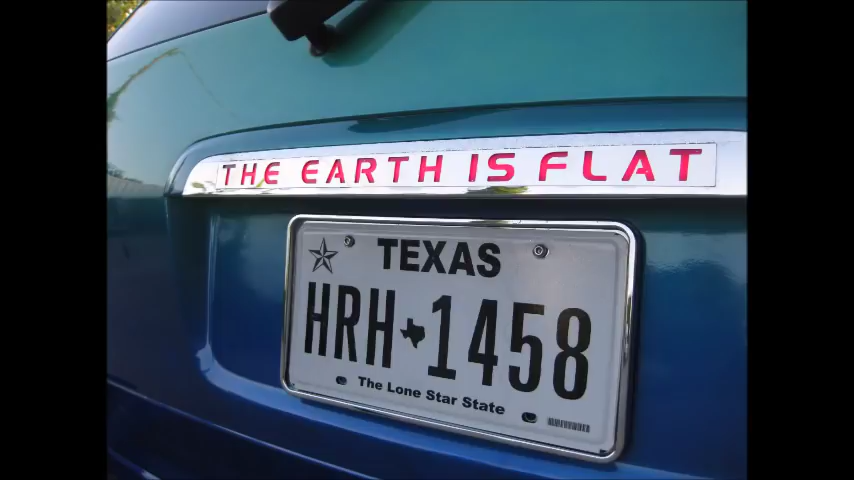 THE EARTH IS FLAT
TEXAS
HRH 1458
The Lone Star State